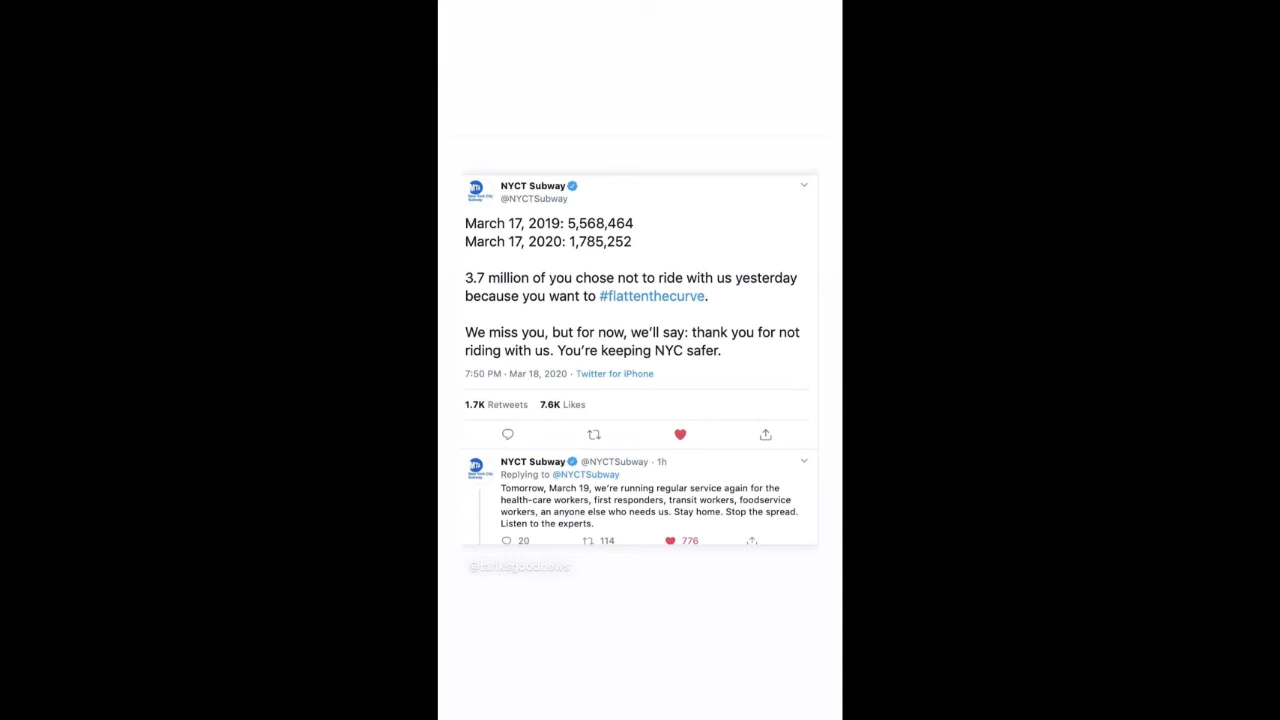 NYCT Subway
@NYCTSubway
March 17, 2019: 5,568,464
March 17, 2020: 1,785,252
3.7 million of you chose not to ride with us yesterday
because you want to #flattenthecurve.
We miss you, but for now, we'll say: thank you for not
riding with us. You're keeping NYC safer.
7:50 PM · Mar 18, 2020 · Twitter for iPhone
1.7K Retweets 7.6K Likes
NYCT Subway @NYCTSubway · 1h
Replying to @NYCTSubway
Tomorrow, March 19, we're running regular service again for the
health-care workers, first responders, transit workers, foodservice
workers, an anyone else who needs us. Stay home. Stop the spread.
Listen to the experts.
20 114 776
@tanksgoodnews